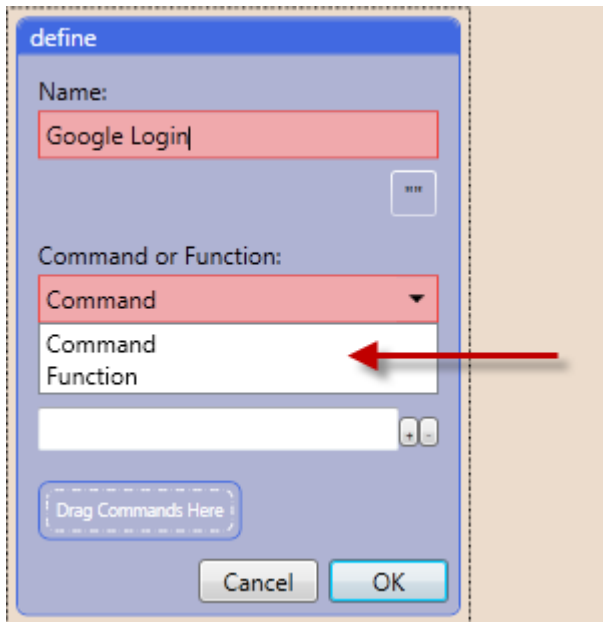 define
Name:
Google Login
""
Command or Function:
Command
Command
Function
+ -
Drag Commands Here
Cancel OK